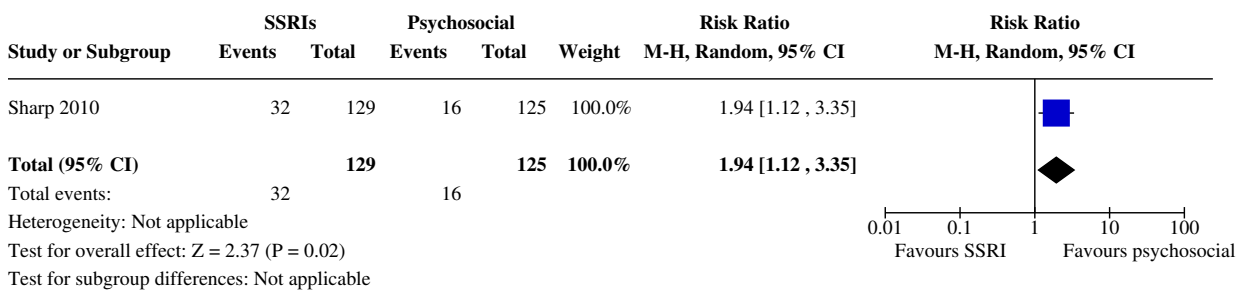 SSRIs Psychosocial Risk Ratio Risk Ratio
Study or Subgroup Events Total Events Total Weight M-H, Random, 95% CI M-H, Random, 95% CI
Sharp 2010 32 129 16 125 100.0% 1.94 [1.12 , 3.35]
Total (95% CI) 129 125 100.0% 1.94 [1.12 , 3.35]
Total events: 32 16
Heterogeneity: Not applicable
0.01 0.1 1 10 100
Test for overall effect: Z = 2.37 (P = 0.02) Favours SSRI Favours psychosocial
Test for subgroup differences: Not applicable